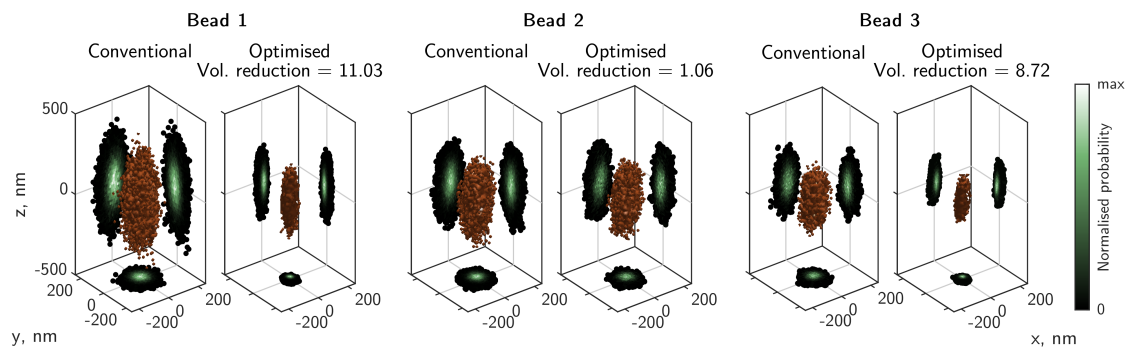 Bead 1
Bead 2
Bead 3
Conventional
Optimised
Vol. reduction = 11.03
Conventional
Optimised
Vol. reduction = 1.06
Conventional
Optimised
Vol. reduction = 8.72
500
0
-500
z, nm
200
0
-200
y, nm
-200
0
200
-200
0
200
-200
0
200
-200
0
200
-200
0
200
-200
0
200
x, nm
max
Normalised probability
0